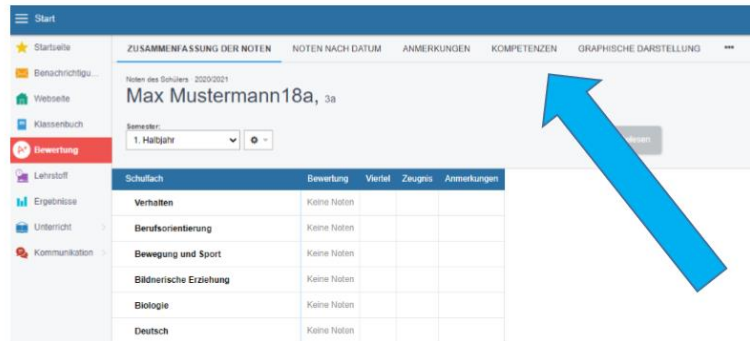 Start
Startseite
Benachrichtigu...
Webseite
Klassenbuch
Bewertung
Lehrstoff
Ergebnisse
Unterricht
Kommunikation
ZUSAMMENFASSUNG DER NOTEN NOTEN NACH DATUM ANMERKUNGEN KOMPETENZEN GRAPHISCHE DARSTELLUNG
Noten des Schülers - 2020/2021
Max Mustermann18a, 3a
Semester:
1. Halbjahr
Schulfach Bewertung Viertel Zeugnis Anmerkungen
Verhalten Keine Noten
Berufsorientierung Keine Noten
Bewegung und Sport Keine Noten
Bildnerische Erziehung Keine Noten
Biologie Keine Noten
Deutsch Keine Noten